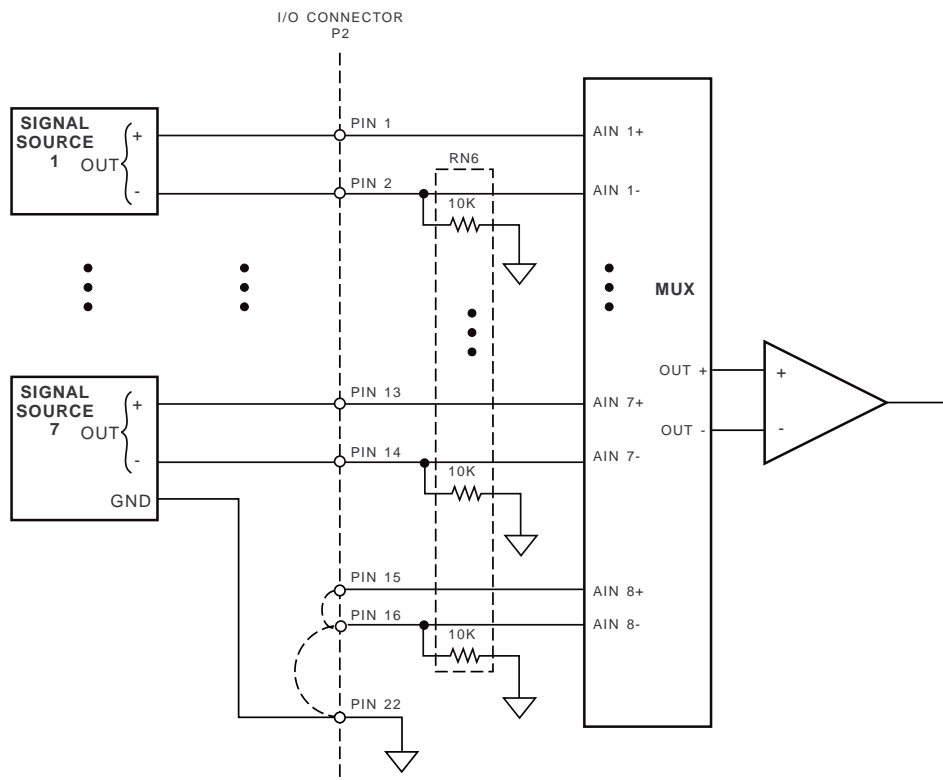 I/O CONNECTOR
P2
SIGNAL
SOURCE
1
OUT
+
-
PIN 1
PIN 2
RN6
10K
AIN 1+
AIN 1-
MUX
SIGNAL
SOURCE
7
OUT
+
-
GND
PIN 13
PIN 14
10K
AIN 7+
AIN 7-
OUT +
OUT -
+
-
PIN 15
PIN 16
10K
AIN 8+
AIN 8-
PIN 22